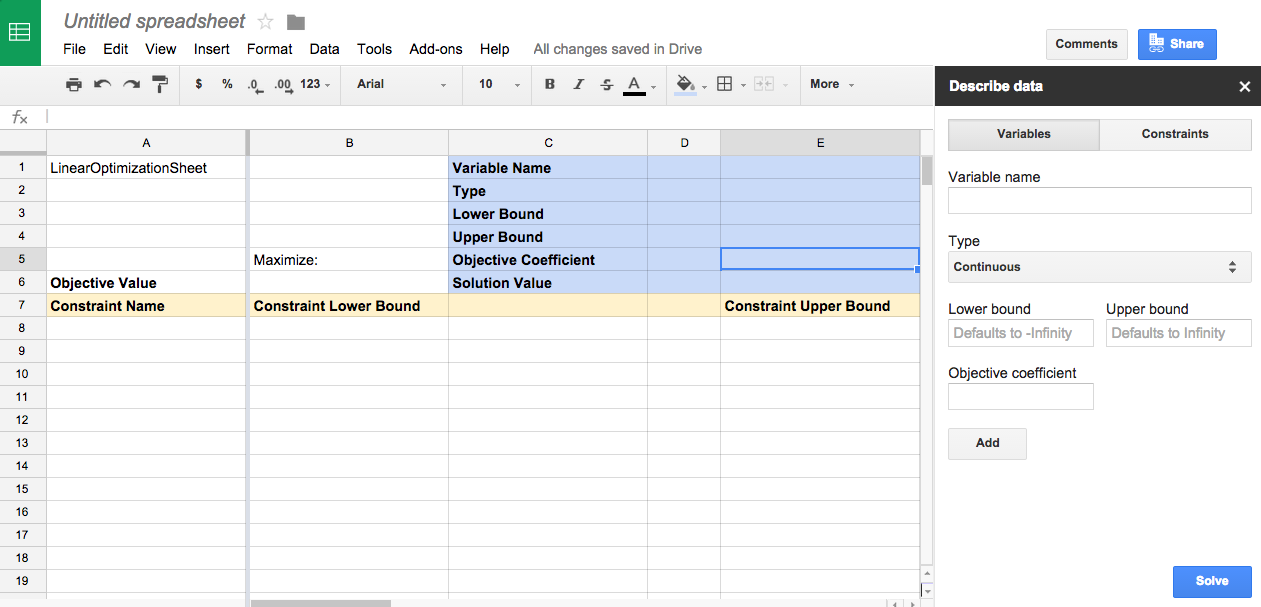 Untitled spreadsheet
File Edit View Insert Format Data Tools Add-ons Help All changes saved in Drive
Comments
Share
$ % .0 .00 123 Arial 10 B I S A More
fx
Describe data
Variables Constraints
A B C D E
1 LinearOptimizationSheet Variable Name
2 Type
3 Lower Bound
4 Upper Bound
5 Maximize: Objective Coefficient
6 Objective Value Solution Value
7 Constraint Name Constraint Lower Bound Constraint Upper Bound
8
9
10
11
12
13
14
15
16
17
18
19
Variable name
Type
Continuous
Lower bound Upper bound
Defaults to -Infinity Defaults to Infinity
Objective coefficient
Add
Solve